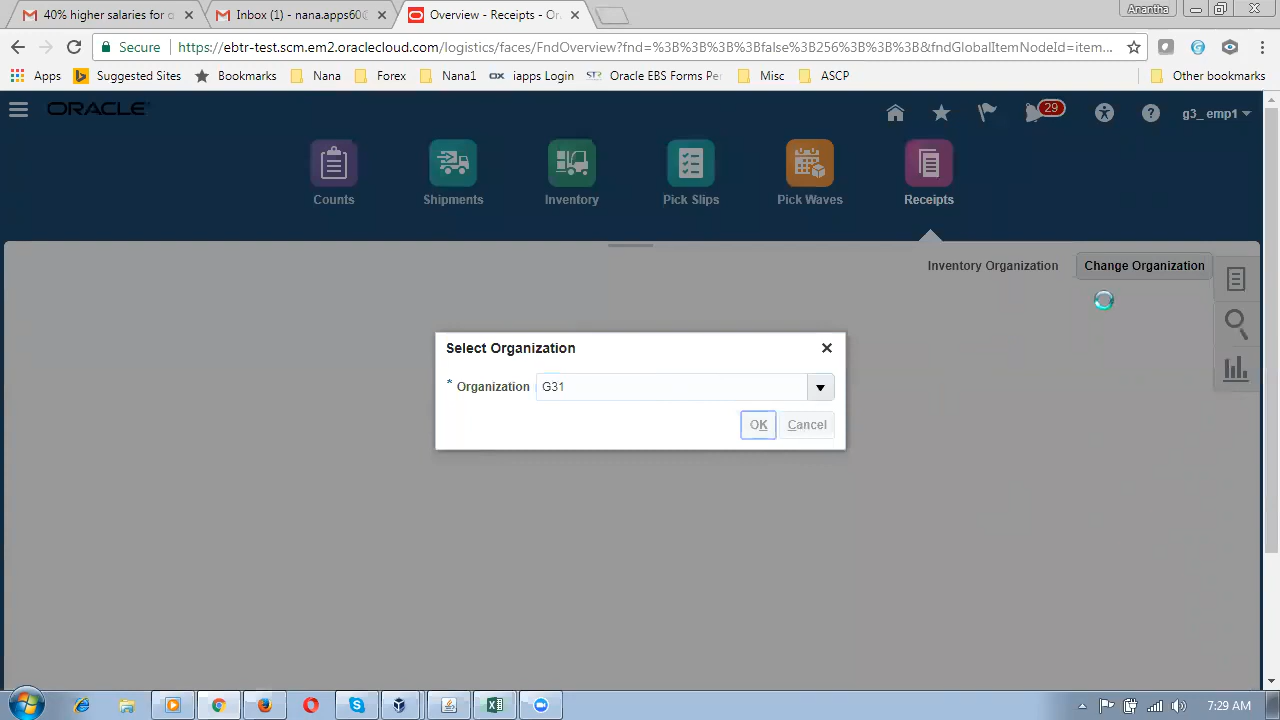 40% higher salaries for c
Inbox (1) - nana.apps60@
Overview - Receipts - Or
Anantha
Secure
https://ebtr-test.scm.em2.oraclecloud.com/logistics/faces/FndOverview?fnd=%3B%3B%3B%3Bfalse%3B256%3B%3B%3B&fndGlobalItemNodeId=item...
Apps
Suggested Sites
Bookmarks
Nana
Forex
Nana1
iapps Login
Oracle EBS Forms Pe
Misc
ASCP
Other bookmarks
ORACLE
29
g3_emp1
Counts
Shipments
Inventory
Pick Slips
Pick Waves
Receipts
Inventory Organization
Change Organization
Select Organization
* Organization
G31
OK
Cancel
7:29 AM